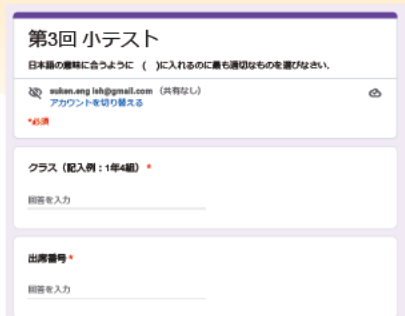 第3回 小テスト
日本語の意味に合うように (　)に入れるのに最も適切なものを選びなさい.
suken.eng ish@gmail.com (共有なし)
アカウントを切り替える
*必須
クラス（記入例：1年4組） *
回答を入力
出席番号 *
回答を入力